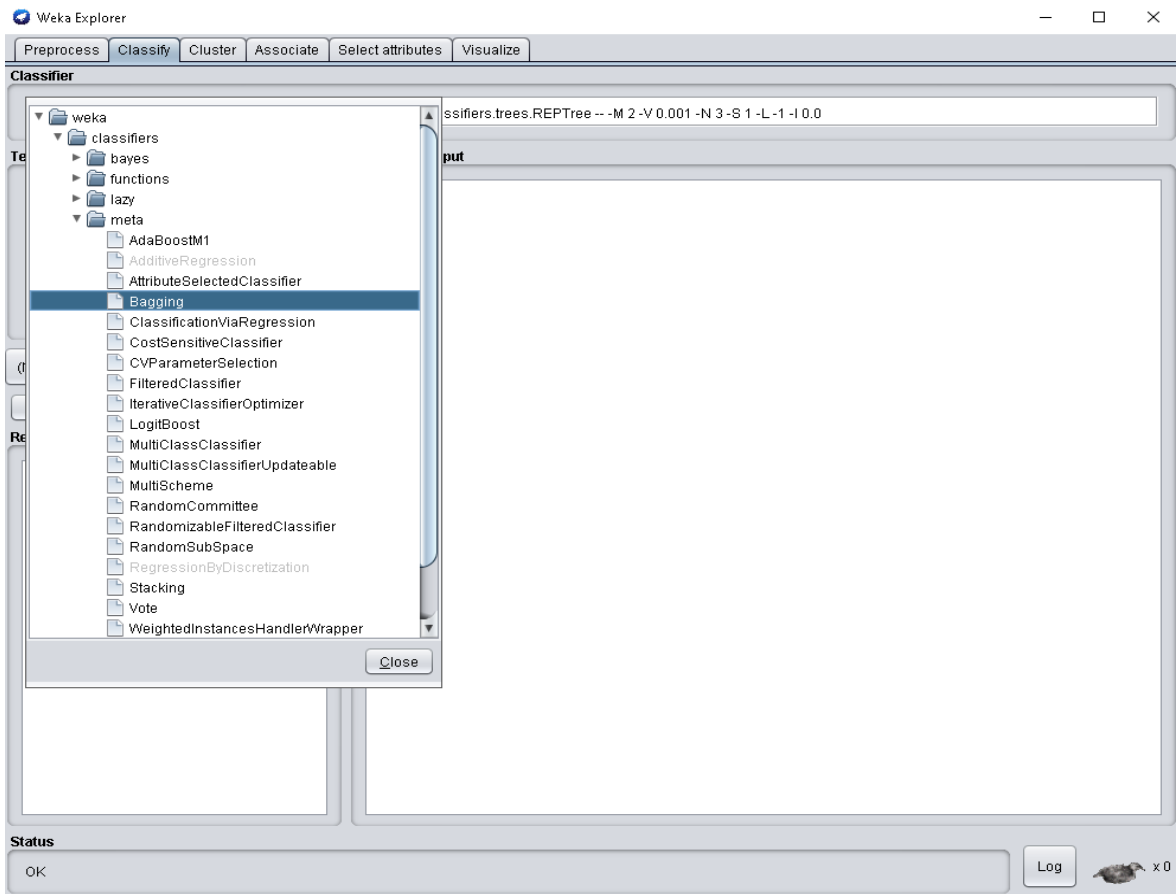 Weka Explorer
Preprocess Classify Cluster Associate Select attributes Visualize
Classifier
ssifiers.trees.REPTree -- -M 2 -V 0.001 -N 3 -S 1 -L -1 -I 0.0
weka
classifiers
bayes
functions
lazy
meta
AdaBoostM1
AdditiveRegression
AttributeSelectedClassifier
Bagging
ClassificationViaRegression
CostSensitiveClassifier
CVParameterSelection
FilteredClassifier
IterativeClassifierOptimizer
LogitBoost
MultiClassClassifier
MultiClassClassifierUpdateable
MultiScheme
RandomCommittee
RandomizableFilteredClassifier
RandomSubSpace
RegressionByDiscretization
Stacking
Vote
WeightedInstancesHandlerWrapper
Close
Te
put
Re
Status
OK
Log
x 0